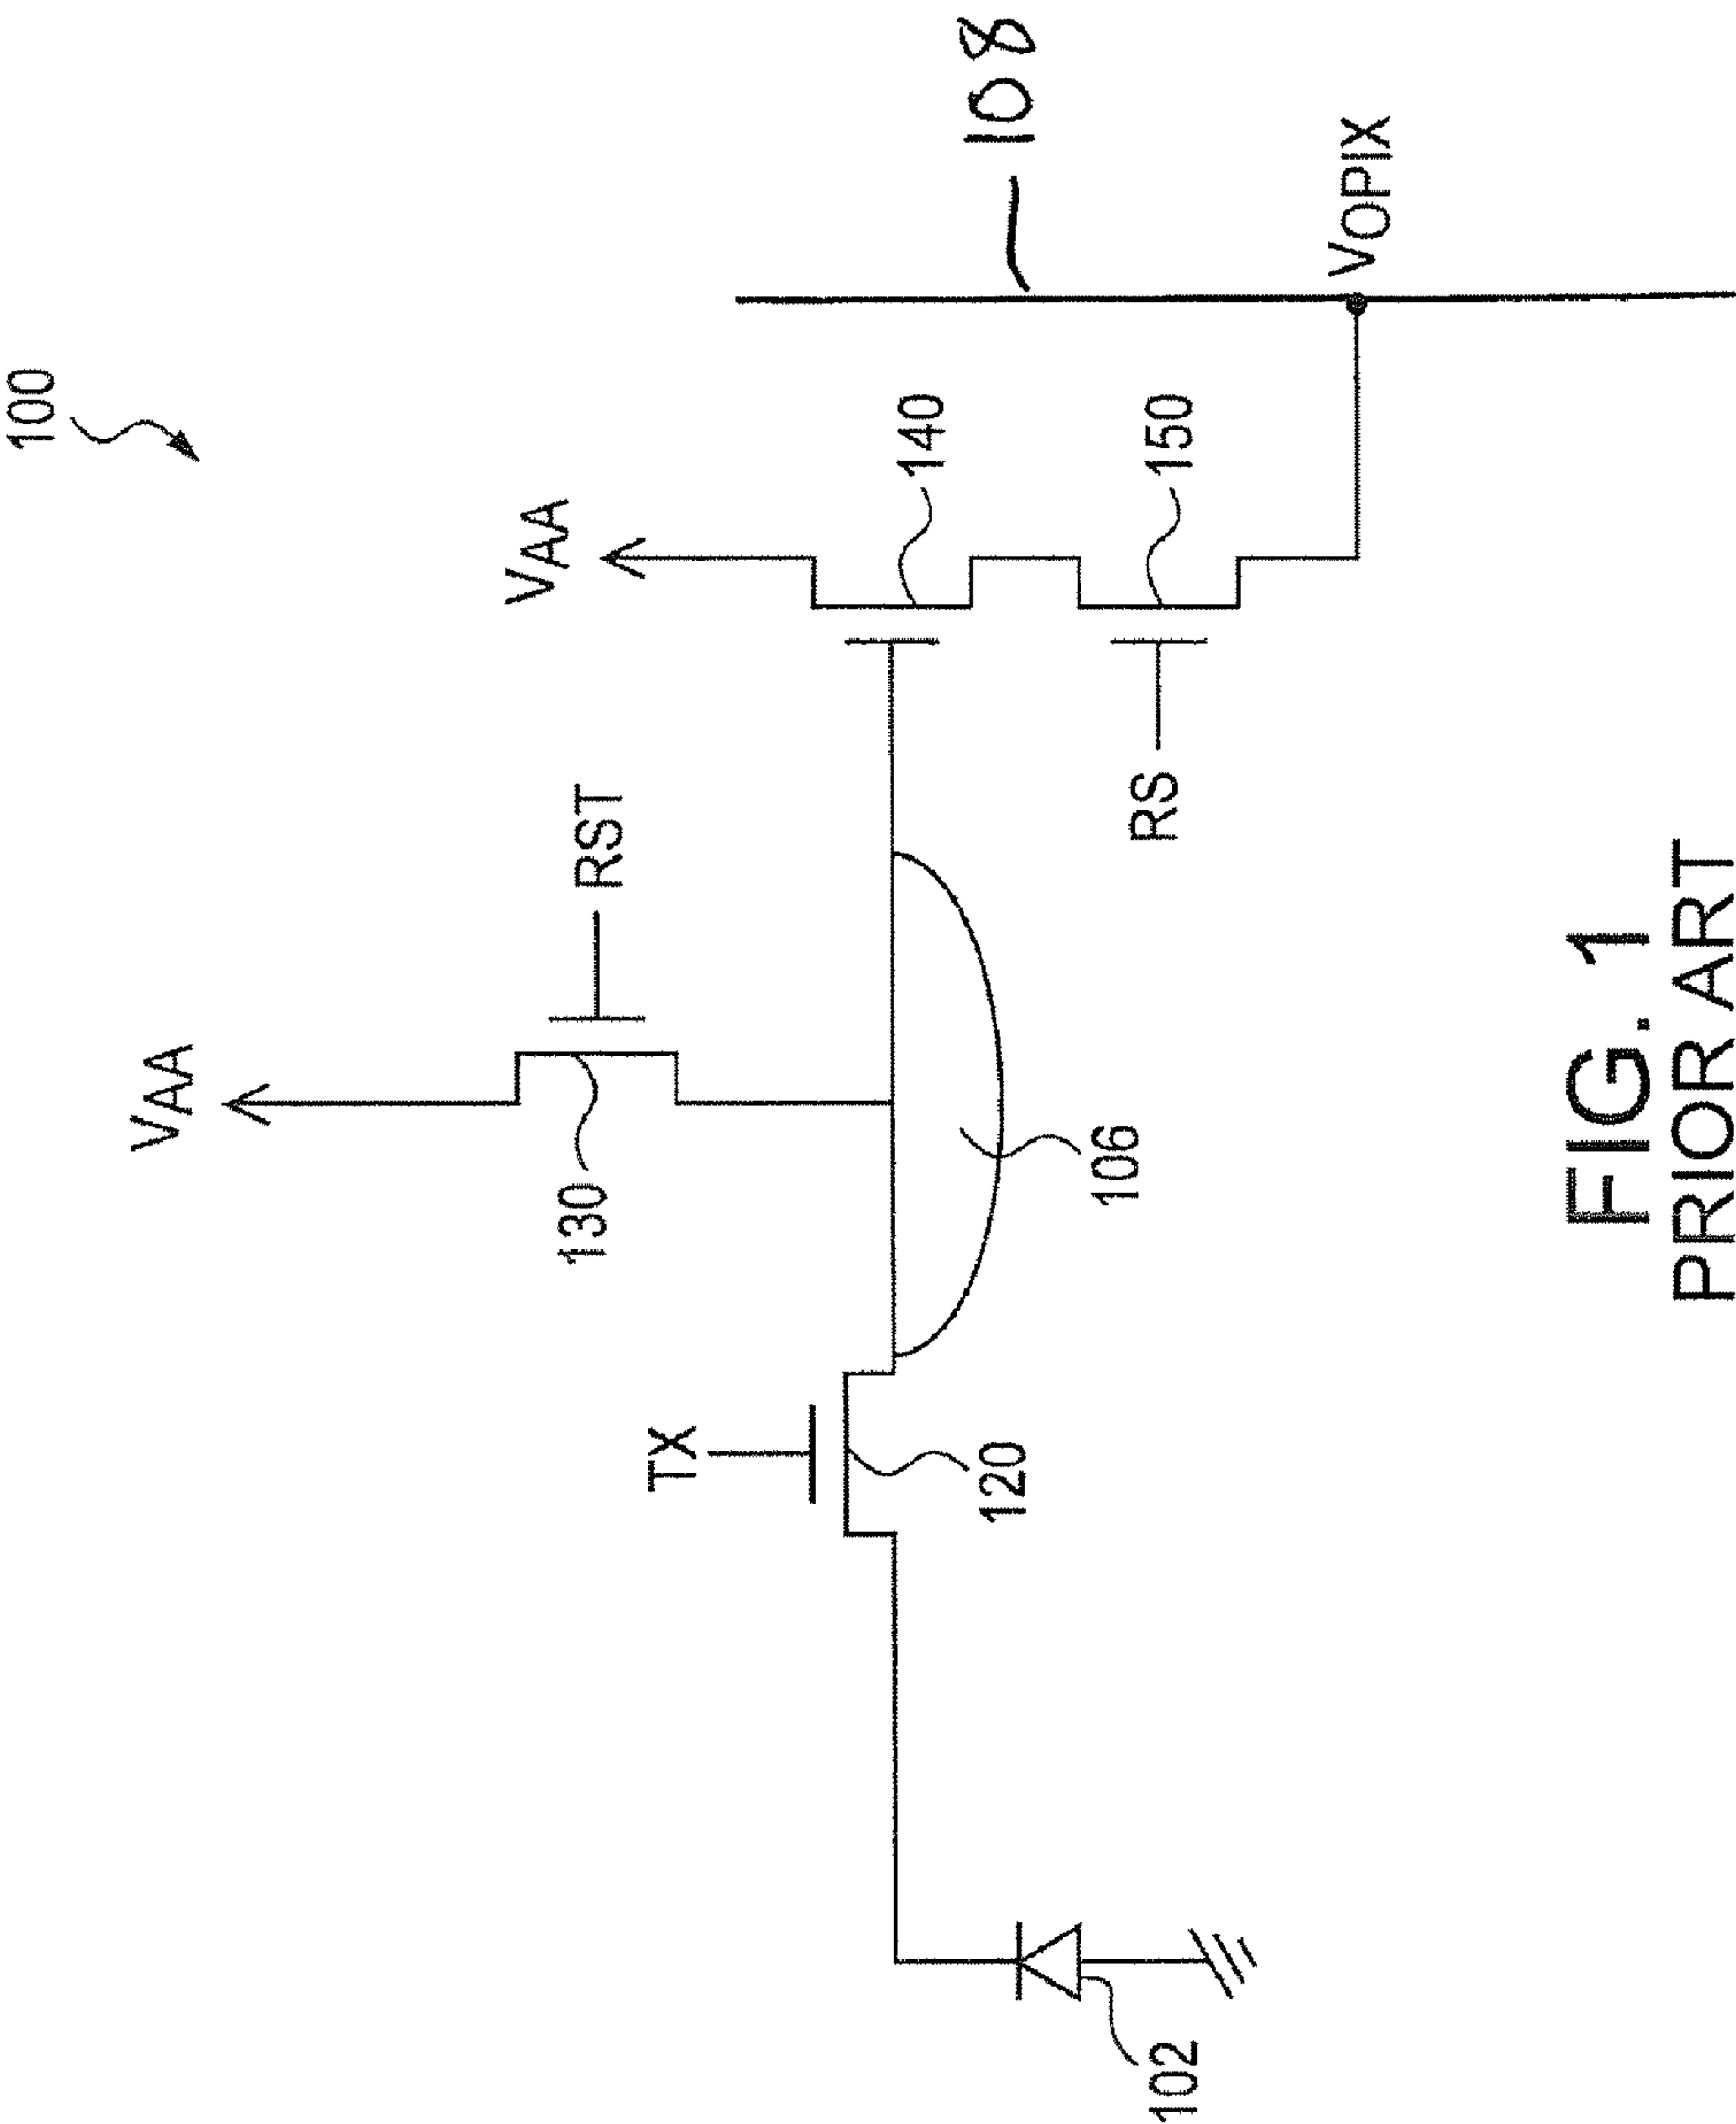 100
108
VAA
VAA
140
RST
130
TX
RS
150
106
120
VOPIX
102
FIG. 1
PRIOR ART